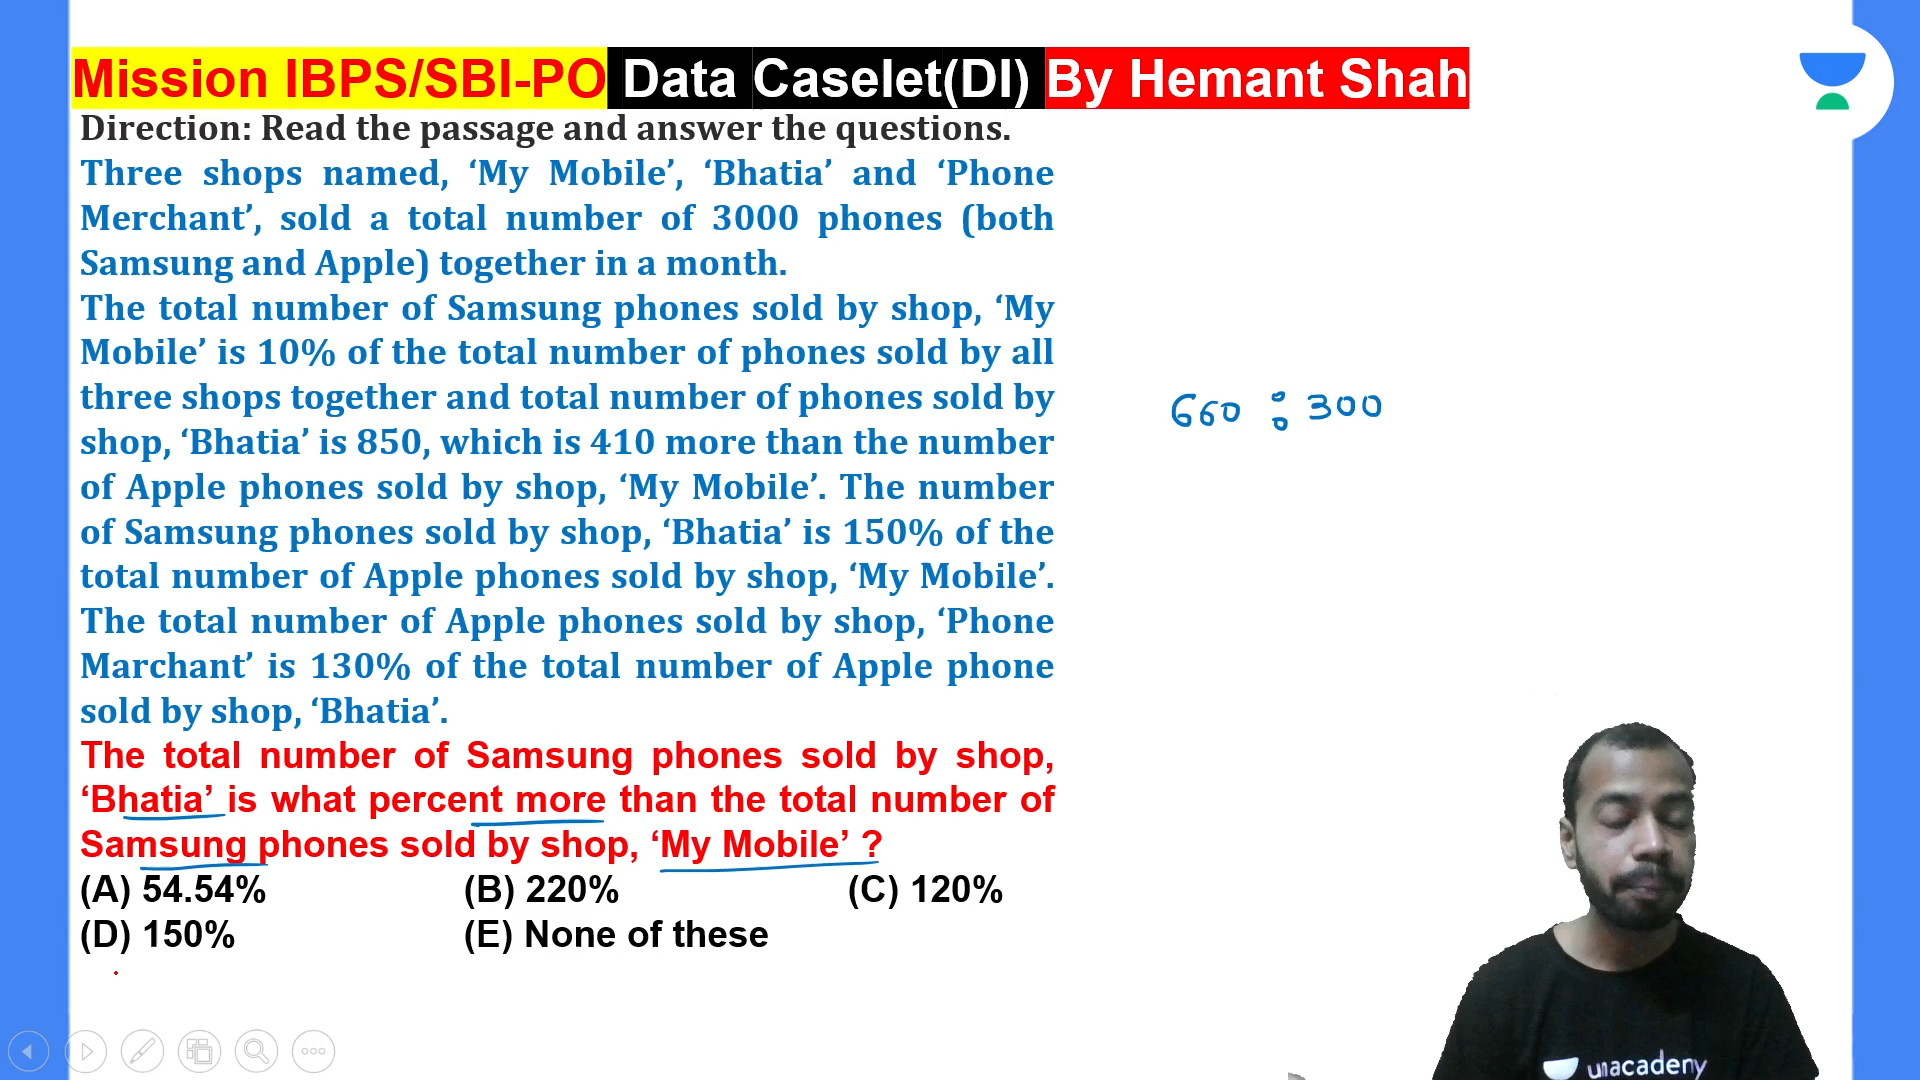 Mission IBPS/SBI-PO Data Caselet(DI) By Hemant Shah
Direction: Read the passage and answer the questions.
Three shops named, ‘My Mobile’, ‘Bhatia’ and ‘Phone
Merchant’, sold a total number of 3000 phones (both
Samsung and Apple) together in a month.
The total number of Samsung phones sold by shop, ‘My
Mobile’ is 10% of the total number of phones sold by all
three shops together and total number of phones sold by
shop, ‘Bhatia’ is 850, which is 410 more than the number
of Apple phones sold by shop, ‘My Mobile’. The number
of Samsung phones sold by shop, ‘Bhatia’ is 150% of the
total number of Apple phones sold by shop, ‘My Mobile’.
The total number of Apple phones sold by shop, ‘Phone
Marchant’ is 130% of the total number of Apple phone
sold by shop, ‘Bhatia’.
The total number of Samsung phones sold by shop,
‘Bhatia’ is what percent more than the total number of
Samsung phones sold by shop, ‘My Mobile’ ?
(A) 54.54% (B) 220% (C) 120%
(D) 150% (E) None of these
660 : 300
unacademy